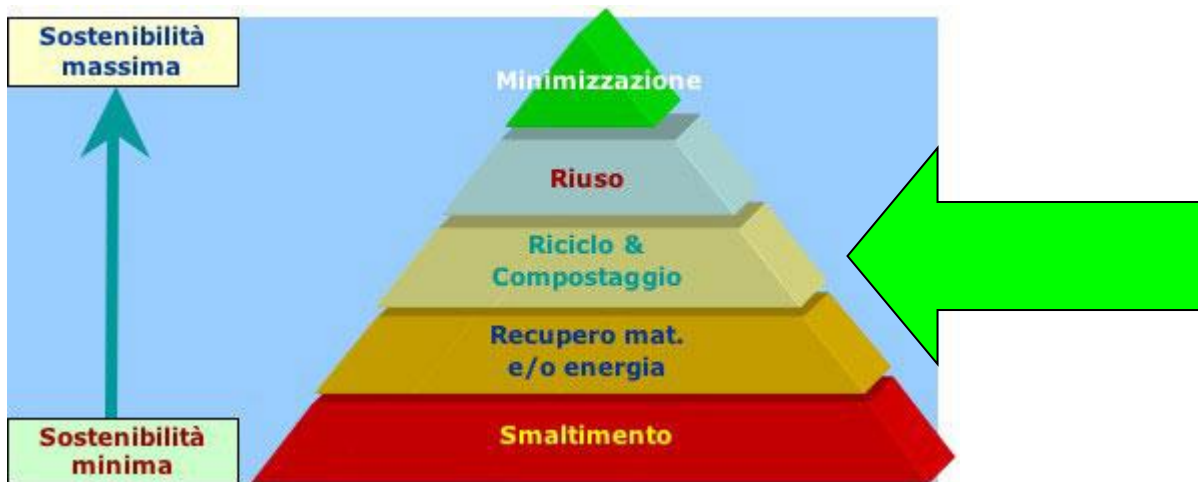 Sostenibilità
massima
Minimizzazione
Riuso
Riciclo &
Compostaggio
Recupero mat.
e/o energia
Smaltimento
Sostenibilità
minima